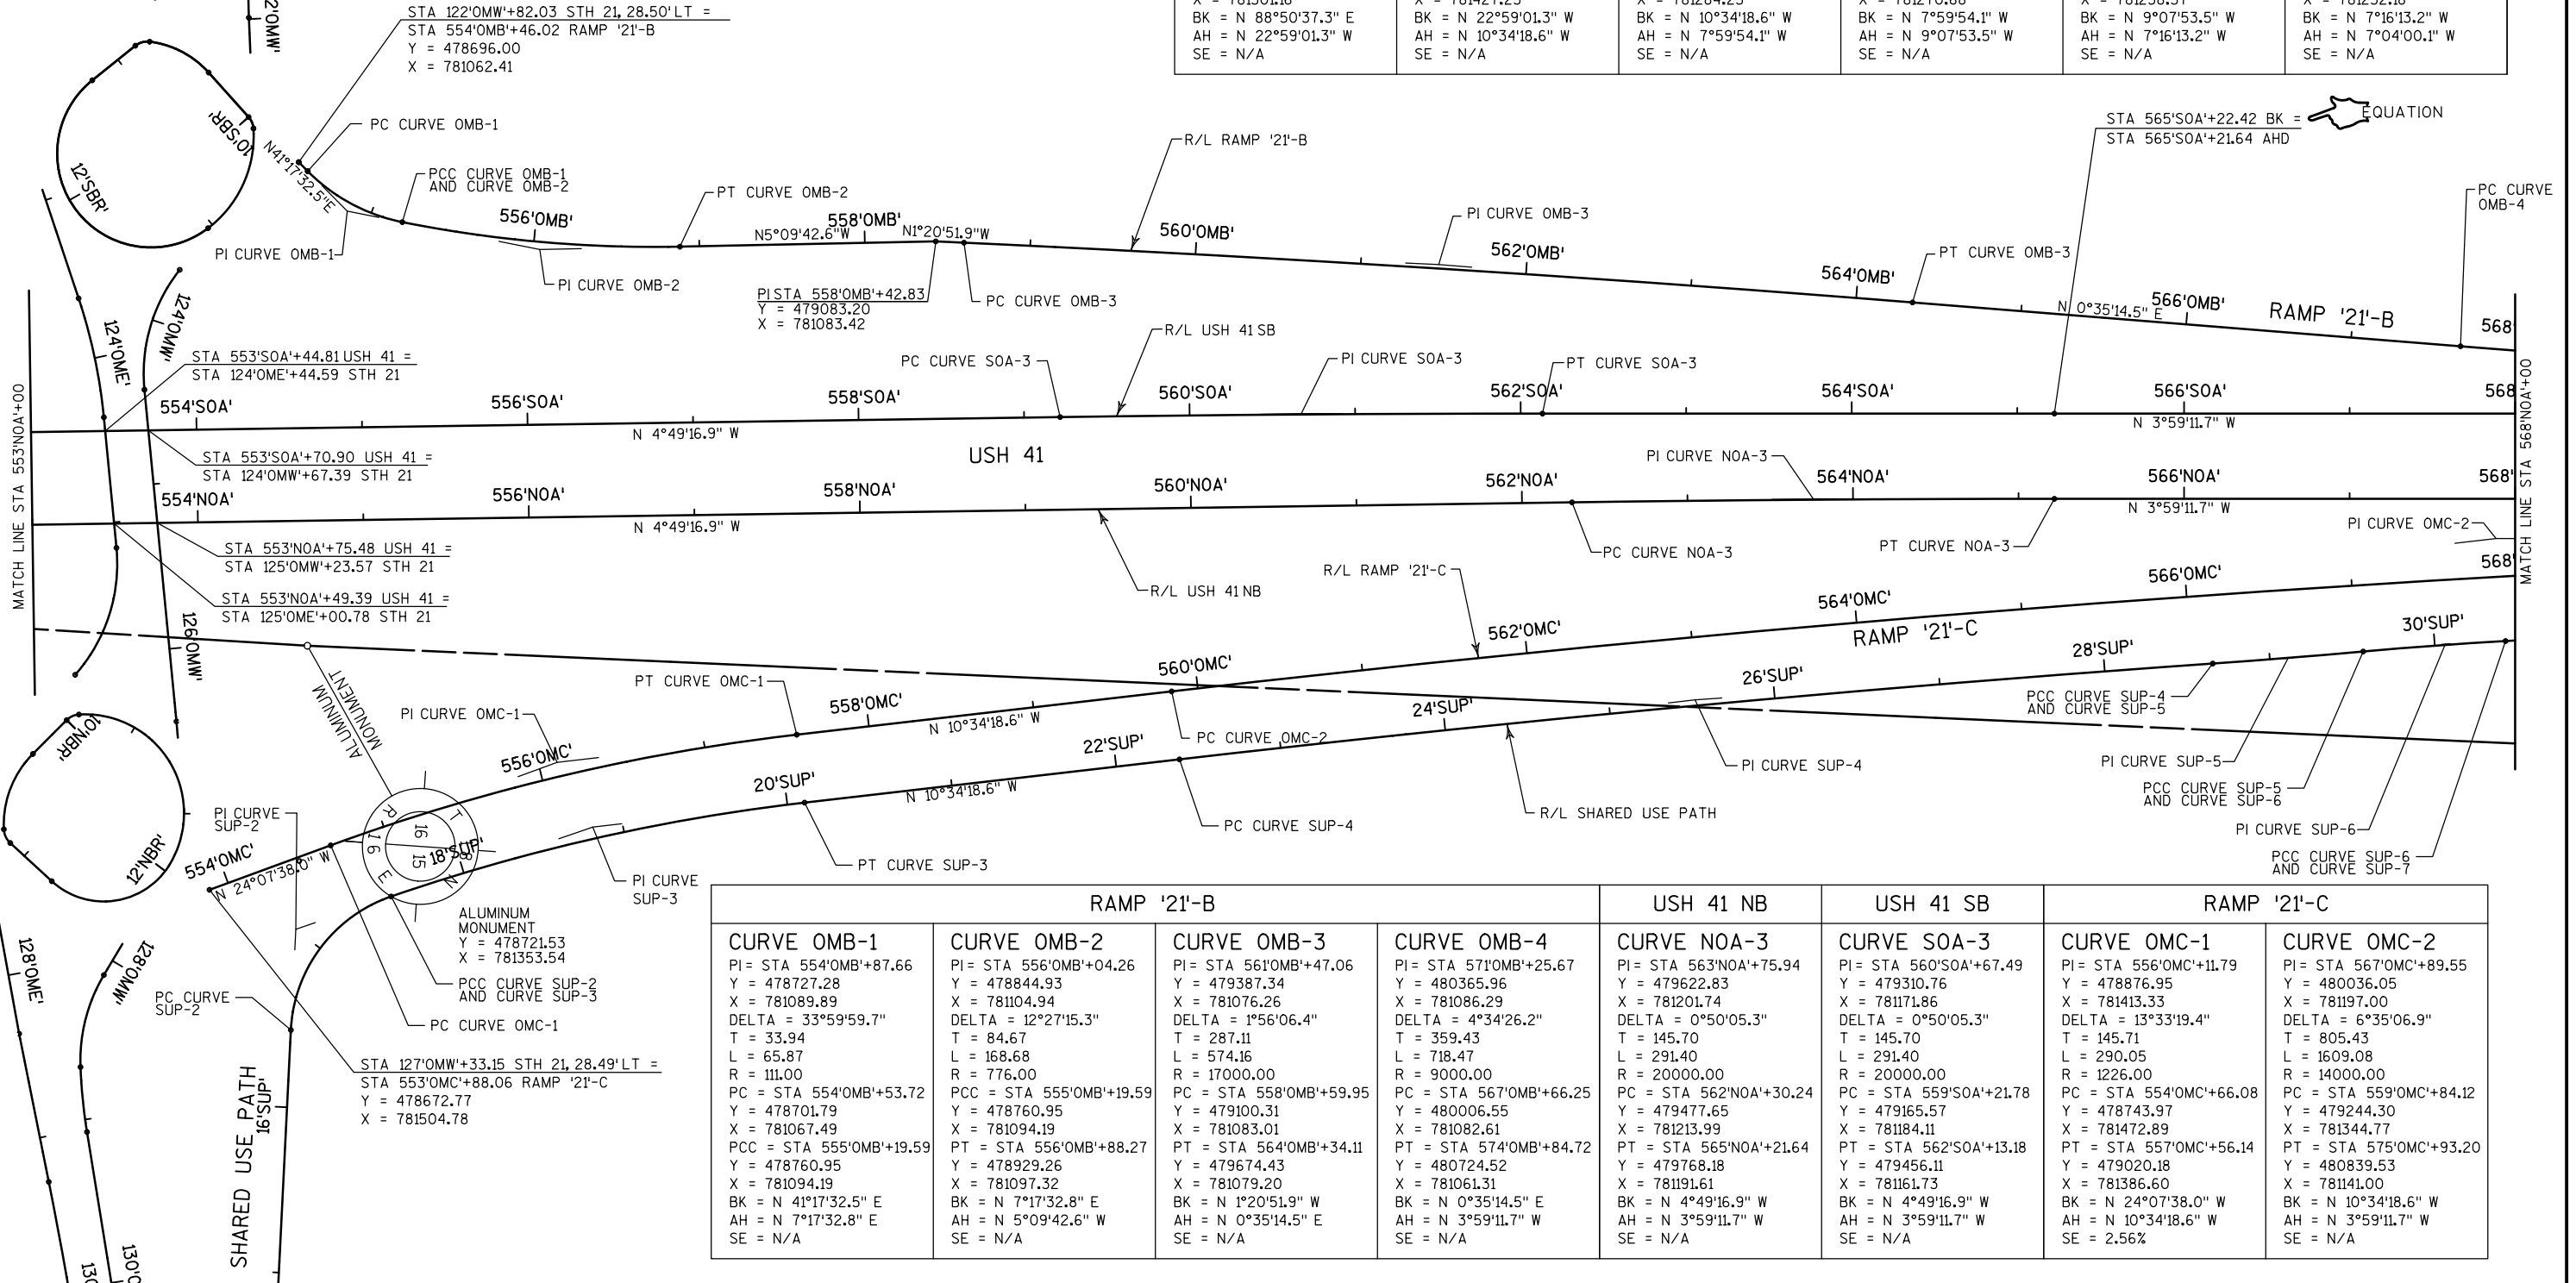 STA 122'OMW'+82.03 STH 21, 28.50' LT =
STA 554'OMB'+46.02 RAMP '21'-B
Y = 478696.00
X = 781062.41
BK = N 88°50'37.3" E
AH = N 22°59'01.3" W
SE = N/A
BK = N 22°59'01.3" W
AH = N 10°34'18.6" W
SE = N/A
BK = N 10°34'18.6" W
AH = N 7°59'54.1" W
SE = N/A
BK = N 7°59'54.1" W
AH = N 9°07'53.5" W
SE = N/A
BK = N 9°07'53.5" W
AH = N 7°16'13.2" W
SE = N/A
BK = N 7°16'13.2" W
AH = N 7°04'00.1" W
SE = N/A
STA 565'SOA'+22.42 BK =
STA 565'SOA'+21.64 AHD
EQUATION
10'SBR'
12'SBR'
N41°17'32.5"E
PC CURVE OMB-1
PCC CURVE OMB-1
AND CURVE OMB-2
PI CURVE OMB-1
556'OMB'
PT CURVE OMB-2
PI CURVE OMB-2
N5°09'42.6"W
558'OMB'
N1°20'51.9"W
PI STA 558'OMB'+42.83
Y = 479083.20
X = 781083.42
PC CURVE OMB-3
R/L RAMP '21'-B
560'OMB'
PI CURVE OMB-3
562'OMB'
564'OMB'
PT CURVE OMB-3
N 0°35'14.5" E
566'OMB'
RAMP '21'-B
PC CURVE
OMB-4
568'
124'OME'
124'OMW'
STA 553'SOA'+44.81 USH 41 =
STA 124'OME'+44.59 STH 21
R/L USH 41 SB
PC CURVE SOA-3
PI CURVE SOA-3
PT CURVE SOA-3
MATCH LINE STA 553'NOA'+00
MATCH LINE STA 568'NOA'+00
554'SOA'
556'SOA'
558'SOA'
560'SOA'
562'SOA'
564'SOA'
566'SOA'
568
N 4°49'16.9" W
N 3°59'11.7" W
STA 553'SOA'+70.90 USH 41 =
STA 124'OMW'+67.39 STH 21
USH 41
PI CURVE NOA-3
554'NOA'
556'NOA'
558'NOA'
560'NOA'
562'NOA'
564'NOA'
566'NOA'
568'
N 4°49'16.9" W
N 3°59'11.7" W
STA 553'NOA'+75.48 USH 41 =
STA 125'OMW'+23.57 STH 21
PC CURVE NOA-3
PT CURVE NOA-3
PI CURVE OMC-2
STA 553'NOA'+49.39 USH 41 =
STA 125'OME'+00.78 STH 21
R/L USH 41 NB
R/L RAMP '21'-C
126'OMW'
ALUMINUM
MONUMENT
PT CURVE OMC-1
PI CURVE OMC-1
554'OMC'
556'OMC'
558'OMC'
560'OMC'
562'OMC'
564'OMC'
566'OMC'
568'
RAMP '21'-C
N 10°34'18.6" W
PC CURVE OMC-2
N 24°07'38.0" W
18'SUP'
20'SUP'
22'SUP'
24'SUP'
26'SUP'
28'SUP'
30'SUP'
N 10°34'18.6" W
PCC CURVE SUP-4
AND CURVE SUP-5
PI CURVE SUP-4
PI CURVE SUP-5
PCC CURVE SUP-5
AND CURVE SUP-6
PI CURVE SUP-6
PCC CURVE SUP-6
AND CURVE SUP-7
R/L SHARED USE PATH
PC CURVE SUP-4
PT CURVE SUP-3
PI CURVE
SUP-3
10'NBR'
12'NBR'
PI CURVE
SUP-2
T
R
16
15
16
E
N
ALUMINUM
MONUMENT
Y = 478721.53
X = 781353.54
PCC CURVE SUP-2
AND CURVE SUP-3
PC CURVE OMC-1
PC CURVE
SUP-2
128'OME'
128'OMW'
STA 127'OMW'+33.15 STH 21, 28.49' LT =
STA 553'OMC'+88.06 RAMP '21'-C
Y = 478672.77
X = 781504.78
SHARED USE PATH
16'SUP'
RAMP '21'-B
USH 41 NB
USH 41 SB
RAMP '21'-C
CURVE OMB-1
PI = STA 554'OMB'+87.66
Y = 478727.28
X = 781089.89
DELTA = 33°59'59.7"
T = 33.94
L = 65.87
R = 111.00
PC = STA 554'OMB'+53.72
Y = 478701.79
X = 781067.49
PCC = STA 555'OMB'+19.59
Y = 478760.95
X = 781094.19
BK = N 41°17'32.5" E
AH = N 7°17'32.8" E
SE = N/A
CURVE OMB-2
PI = STA 556'OMB'+04.26
Y = 478844.93
X = 781104.94
DELTA = 12°27'15.3"
T = 84.67
L = 168.68
R = 776.00
PCC = STA 555'OMB'+19.59
Y = 478760.95
X = 781094.19
PT = STA 556'OMB'+88.27
Y = 478929.26
X = 781097.32
BK = N 7°17'32.8" E
AH = N 5°09'42.6" W
SE = N/A
CURVE OMB-3
PI = STA 561'OMB'+47.06
Y = 479387.34
X = 781076.26
DELTA = 1°56'06.4"
T = 287.11
L = 574.16
R = 17000.00
PC = STA 558'OMB'+59.95
Y = 479100.31
X = 781083.01
PT = STA 564'OMB'+34.11
Y = 479674.43
X = 781079.20
BK = N 1°20'51.9" W
AH = N 0°35'14.5" E
SE = N/A
CURVE OMB-4
PI = STA 571'OMB'+25.67
Y = 480365.96
X = 781086.29
DELTA = 4°34'26.2"
T = 359.43
L = 718.47
R = 9000.00
PC = STA 567'OMB'+66.25
Y = 480006.55
X = 781082.61
PT = STA 574'OMB'+84.72
Y = 480724.52
X = 781061.31
BK = N 0°35'14.5" E
AH = N 3°59'11.7" W
SE = N/A
CURVE NOA-3
PI = STA 563'NOA'+75.94
Y = 479622.83
X = 781201.74
DELTA = 0°50'05.3"
T = 145.70
L = 291.40
R = 20000.00
PC = STA 562'NOA'+30.24
Y = 479477.65
X = 781213.99
PT = STA 565'NOA'+21.64
Y = 479768.18
X = 781191.61
BK = N 4°49'16.9" W
AH = N 3°59'11.7" W
SE = N/A
CURVE SOA-3
PI = STA 560'SOA'+67.49
Y = 479310.76
X = 781171.86
DELTA = 0°50'05.3"
T = 145.70
L = 291.40
R = 20000.00
PC = STA 559'SOA'+21.78
Y = 479165.57
X = 781184.11
PT = STA 562'SOA'+13.18
Y = 479456.11
X = 781161.73
BK = N 4°49'16.9" W
AH = N 3°59'11.7" W
SE = N/A
CURVE OMC-1
PI = STA 556'OMC'+11.79
Y = 478876.95
X = 781413.33
DELTA = 13°33'19.4"
T = 145.71
L = 290.05
R = 1226.00
PC = STA 554'OMC'+66.08
Y = 478743.97
X = 781472.89
PT = STA 557'OMC'+56.14
Y = 479020.18
X = 781386.60
BK = N 24°07'38.0" W
AH = N 10°34'18.6" W
SE = 2.56%
CURVE OMC-2
PI = STA 567'OMC'+89.55
Y = 480036.05
X = 781197.00
DELTA = 6°35'06.9"
T = 805.43
L = 1609.08
R = 14000.00
PC = STA 559'OMC'+84.12
Y = 479244.30
X = 781344.77
PT = STA 575'OMC'+93.20
Y = 480839.53
X = 781141.00
BK = N 10°34'18.6" W
AH = N 3°59'11.7" W
SE = N/A